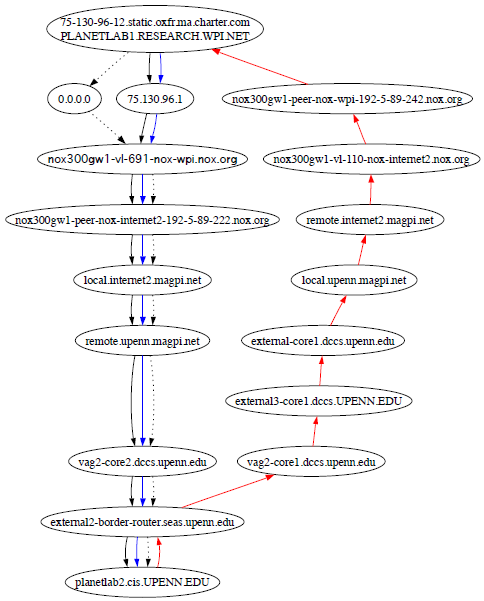 75-130-96-12.static.oxfr.ma.charter.com
PLANETLAB1.RESEARCH.WPI.NET
0.0.0.0
75.130.96.1
nox300gw1-peer-nox-wpi-192-5-89-242.nox.org
nox300gw1-vl-691-nox-wpi.nox.org
nox300gw1-vl-110-nox-internet2.nox.org
nox300gw1-peer-nox-internet2-192-5-89-222.nox.org
remote.internet2.magpi.net
local.internet2.magpi.net
local.upenn.magpi.net
remote.upenn.magpi.net
external-core1.dccs.upenn.edu
external3-core1.dccs.UPENN.EDU
vag2-core2.dccs.upenn.edu
vag2-core1.dccs.upenn.edu
external2-border-router.seas.upenn.edu
planetlab2.cis.UPENN.EDU